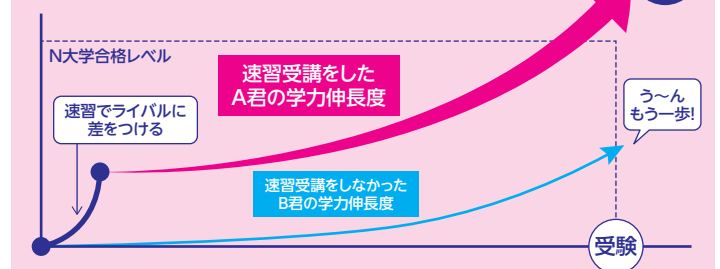 N大学合格レベル
速習受講をした
A君の学力伸長度
速習でライバルに
差をつける
う〜ん
もう一歩!
速習受講をしなかった
B君の学力伸長度
受験